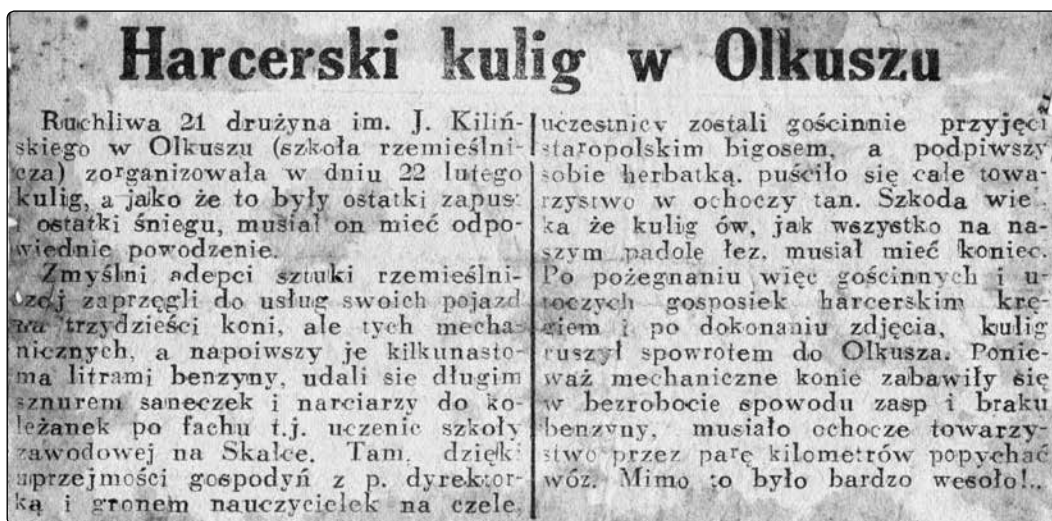 Harcerski kulig w Olkuszu
Ruchliwa 21 drużyna im. J. Kiliń-
skiego w Olkuszu (szkoła rzemieślni-
cza) zorganizowała w dniu 22 lutego
kulig, a jako że to były ostatki zapust
i ostatki śniegu, musiał on mieć odpo-
wiednie powodzenie.
Zmyślni adepci sztuki rzemieślni-
czej zaprzęgli do usług swoich pojazd
na trzydzieści koni, ale tych mecha-
nicznych, a napoiwszy je kilkunasto-
ma litrami benzyny, udali sie długim
sznurem saneczek i narciarzy do ko-
leżanek po fachu t.j. uczenic szkoły
zawodowej na Skałce. Tam, dzięki
uprzejmości gospodyń z p. dyrektor-
ką i gronem nauczycielek na czele,
uczestnicy zostali gościnnie przyjęci
staropolskim bigosem, a podpiwszy
sobie herbatką. puściło się całe towa-
rzystwo w ochoczy tan. Szkoda wie
ka że kulig ów, jak wszystko na na-
szym padole łez, musiał mieć koniec.
Po pożegnaniu więc gościnnych i u-
roczych gosposiek harcerskim krę-
giem i po dokonaniu zdjęcia, kulig
ruszył spowrotem do Olkusza. Ponie-
waż mechaniczne konie zabawiły się
w bezrobocie spowodu zasp i braku
benzyny, musiało ochocze towarzy-
stwo przez parę kilometrów popychać
wóz. Mimo to było bardzo wesoło!..